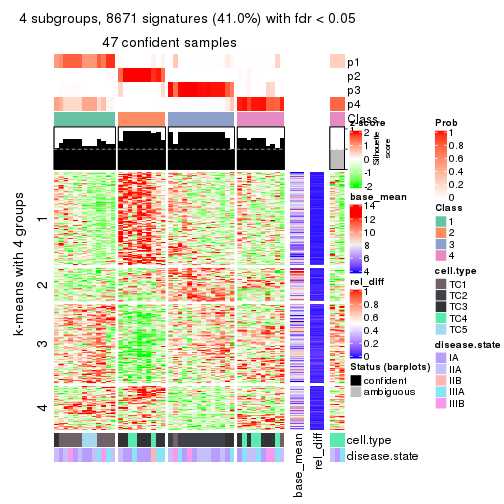 4 subgroups, 8671 signatures (41.0%) with fdr < 0.05
47 confident samples
p1
p2
p3
p4
Class
1
0
Silhouette
score
k-means with 4 groups
1
2
3
4
cell.type
disease.state
base_mean
rel_diff
z-score
2
1
0
-1
-2
base_mean
14
12
10
8
6
4
rel_diff
1
0.8
0.6
0.4
0.2
0
Status (barplots)
confident
ambiguous
Prob
1
0.8
0.6
0.4
0.2
0
Class
1
2
3
4
cell.type
TC1
TC2
TC3
TC4
TC5
disease.state
IA
IIA
IIB
IIIA
IIIB